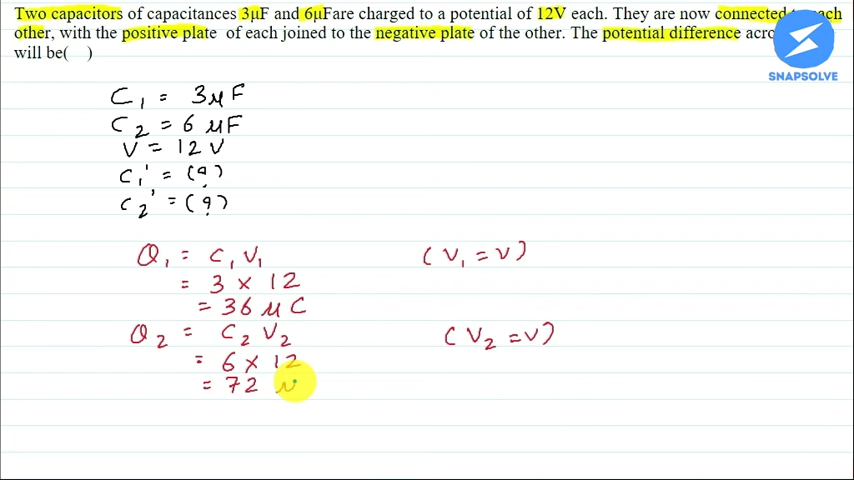 Two capacitors of capacitances 3μF and 6μFare charged to a potential of 12V each. They are now connected to each
other, with the positive plate of each joined to the negative plate of the other. The potential difference
will be( )
SNAPSOLVE
C1 = 3μF
C2 = 6 μF
V = 12 V
C1' = (?)
C2' = (?)
Q1 = C1 V1 (V1 = V)
= 3 × 12
= 36 μC
Q2 = C2 V2 (V2 = V)
= 6 × 12
= 72 μ